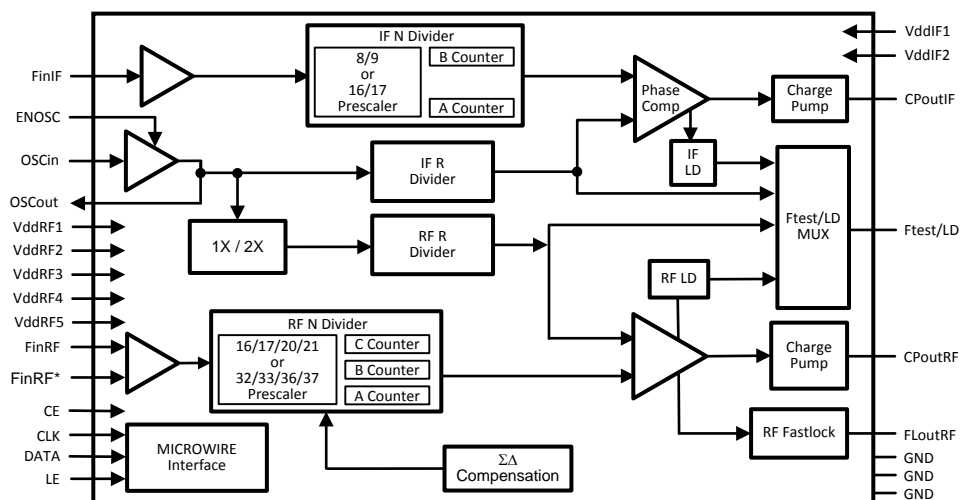 IF N Divider
8/9
or
16/17
Prescaler
B Counter
A Counter
FinIF
ENOSC
OSCin
OSCout
VddRF1
VddRF2
VddRF3
VddRF4
VddRF5
FinRF
FinRF*
CE
CLK
DATA
LE
Phase
Comp
Charge
Pump
VddIF1
VddIF2
CPoutIF
IF
LD
IF R
Divider
1X / 2X
RF R
Divider
Ftest/LD
MUX
Ftest/LD
RF LD
RF N Divider
16/17/20/21
or
32/33/36/37
Prescaler
C Counter
B Counter
A Counter
Charge
Pump
CPoutRF
MICROWIRE
Interface
ΣΔ
Compensation
RF Fastlock
FLoutRF
GND
GND
GND